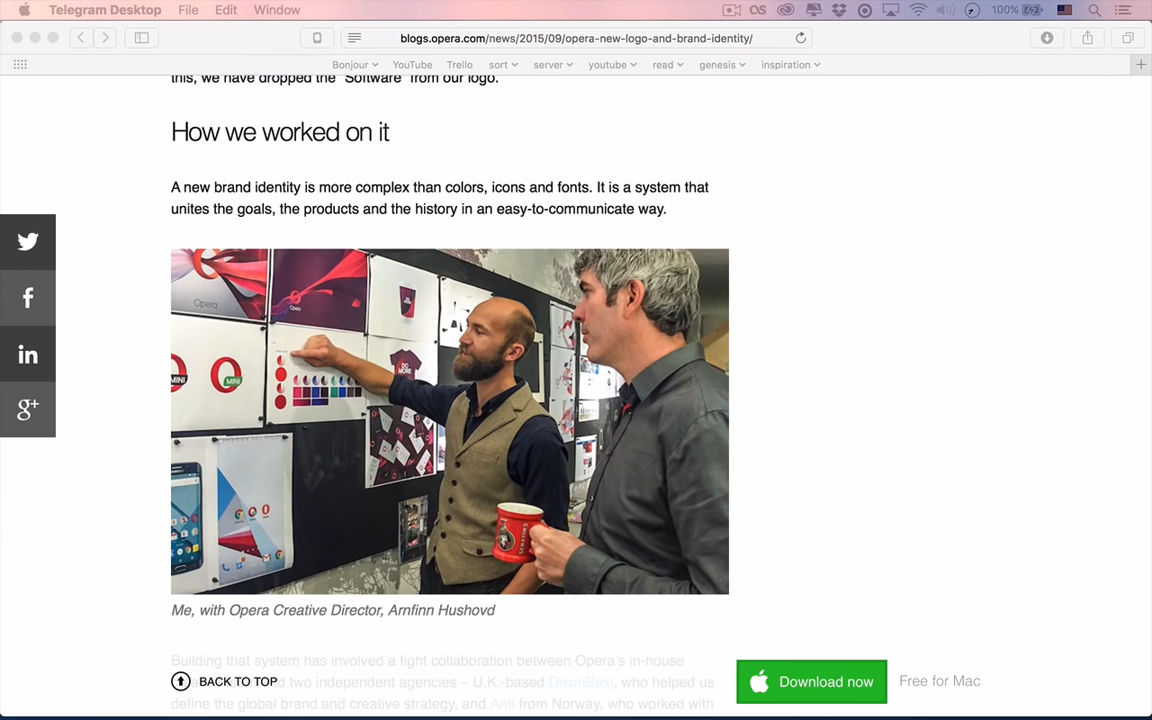 Telegram Desktop File Edit Window 100%
blogs.opera.com/news/2015/09/opera-new-logo-and-brand-identity/
Bonjour YouTube Trello sort server youtube read genesis inspiration
this, we have dropped the "Software" from our logo.
How we worked on it
A new brand identity is more complex than colors, icons and fonts. It is a system that
unites the goals, the products and the history in an easy-to-communicate way.
Opera
Opera
MINI
MINI
DO
MORE
SENATORS
Me, with Opera Creative Director, Arnfinn Hushovd
Building that system has involved a tight collaboration between Opera's in-house
BACK TO TOP
two independent agencies – U.K.-based DixonBaxi, who helped us
define the global brand and creative strategy, and Anti from Norway, who worked with
Download now
Free for Mac